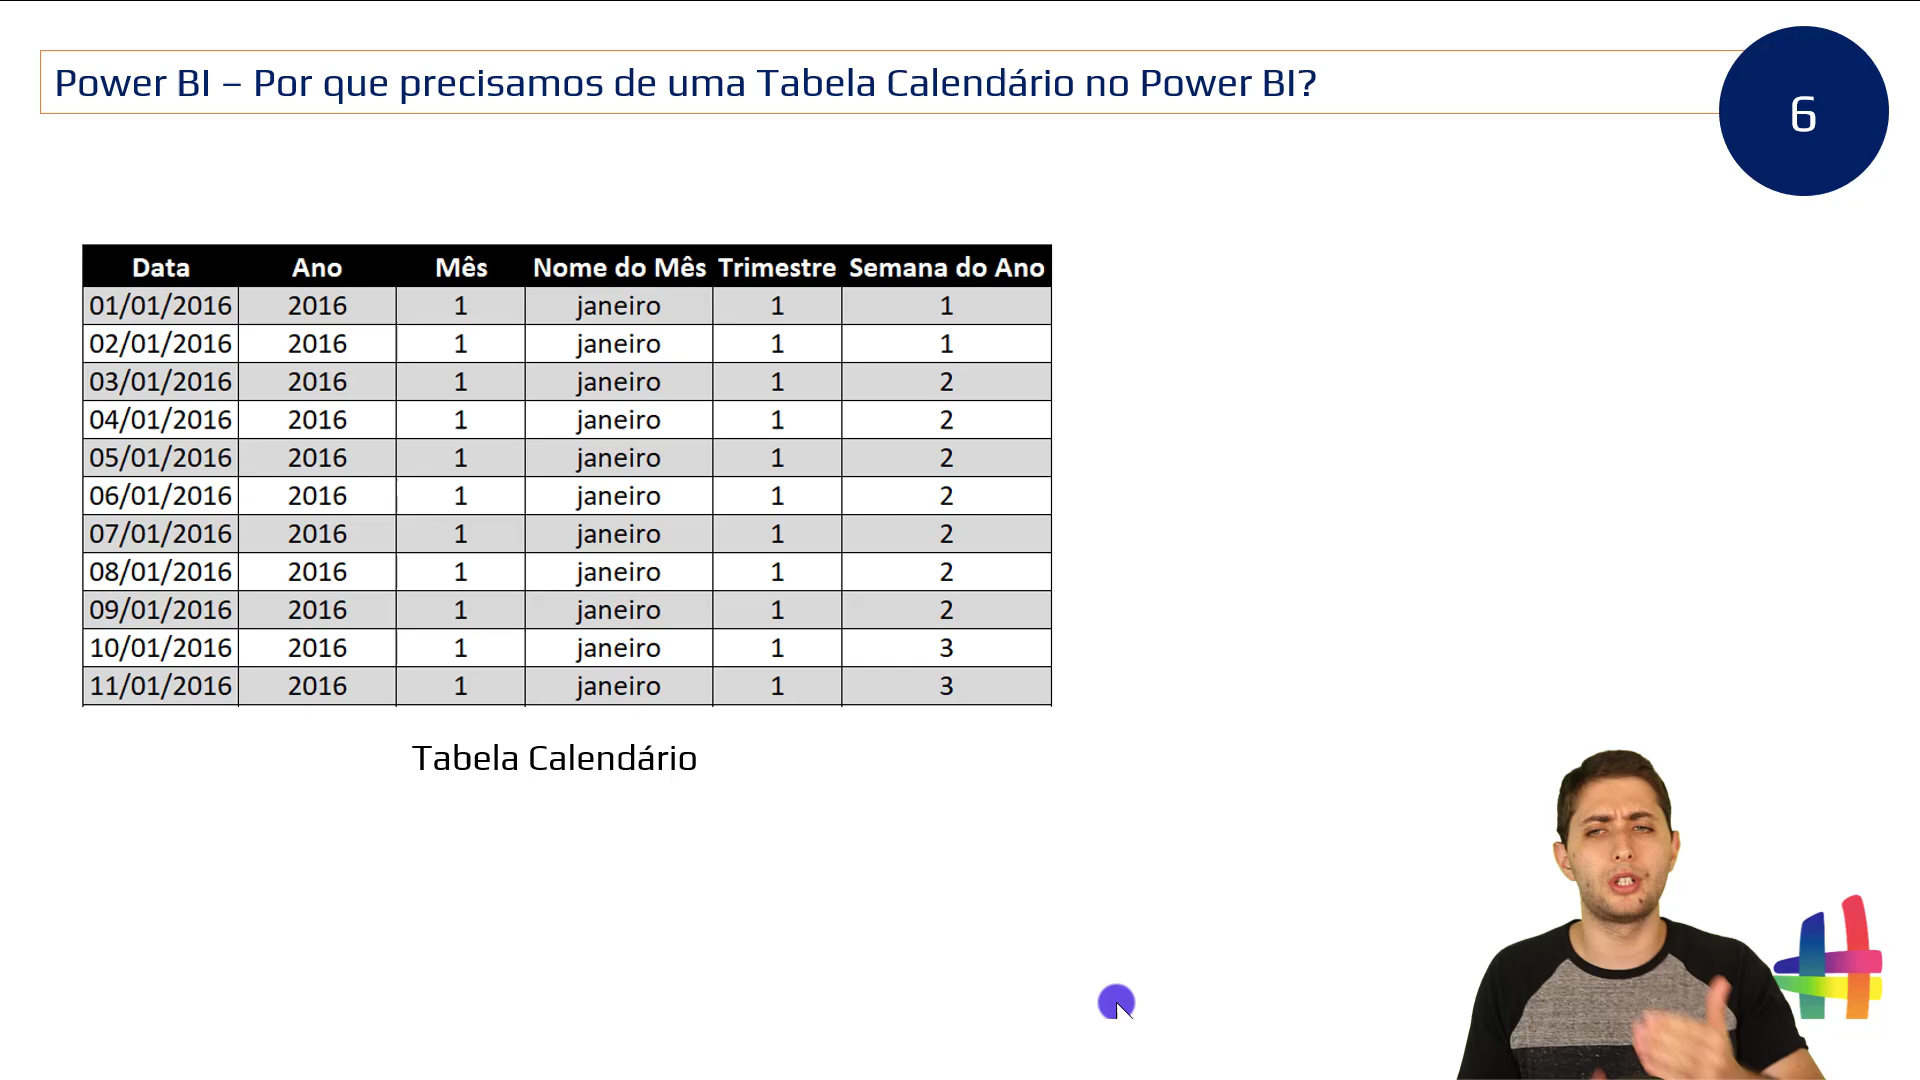 Power BI – Por que precisamos de uma Tabela Calendário no Power BI?
6
Data Ano Mês Nome do Mês Trimestre Semana do Ano
01/01/2016 2016 1 janeiro 1 1
02/01/2016 2016 1 janeiro 1 1
03/01/2016 2016 1 janeiro 1 2
04/01/2016 2016 1 janeiro 1 2
05/01/2016 2016 1 janeiro 1 2
06/01/2016 2016 1 janeiro 1 2
07/01/2016 2016 1 janeiro 1 2
08/01/2016 2016 1 janeiro 1 2
09/01/2016 2016 1 janeiro 1 2
10/01/2016 2016 1 janeiro 1 3
11/01/2016 2016 1 janeiro 1 3
Tabela Calendário